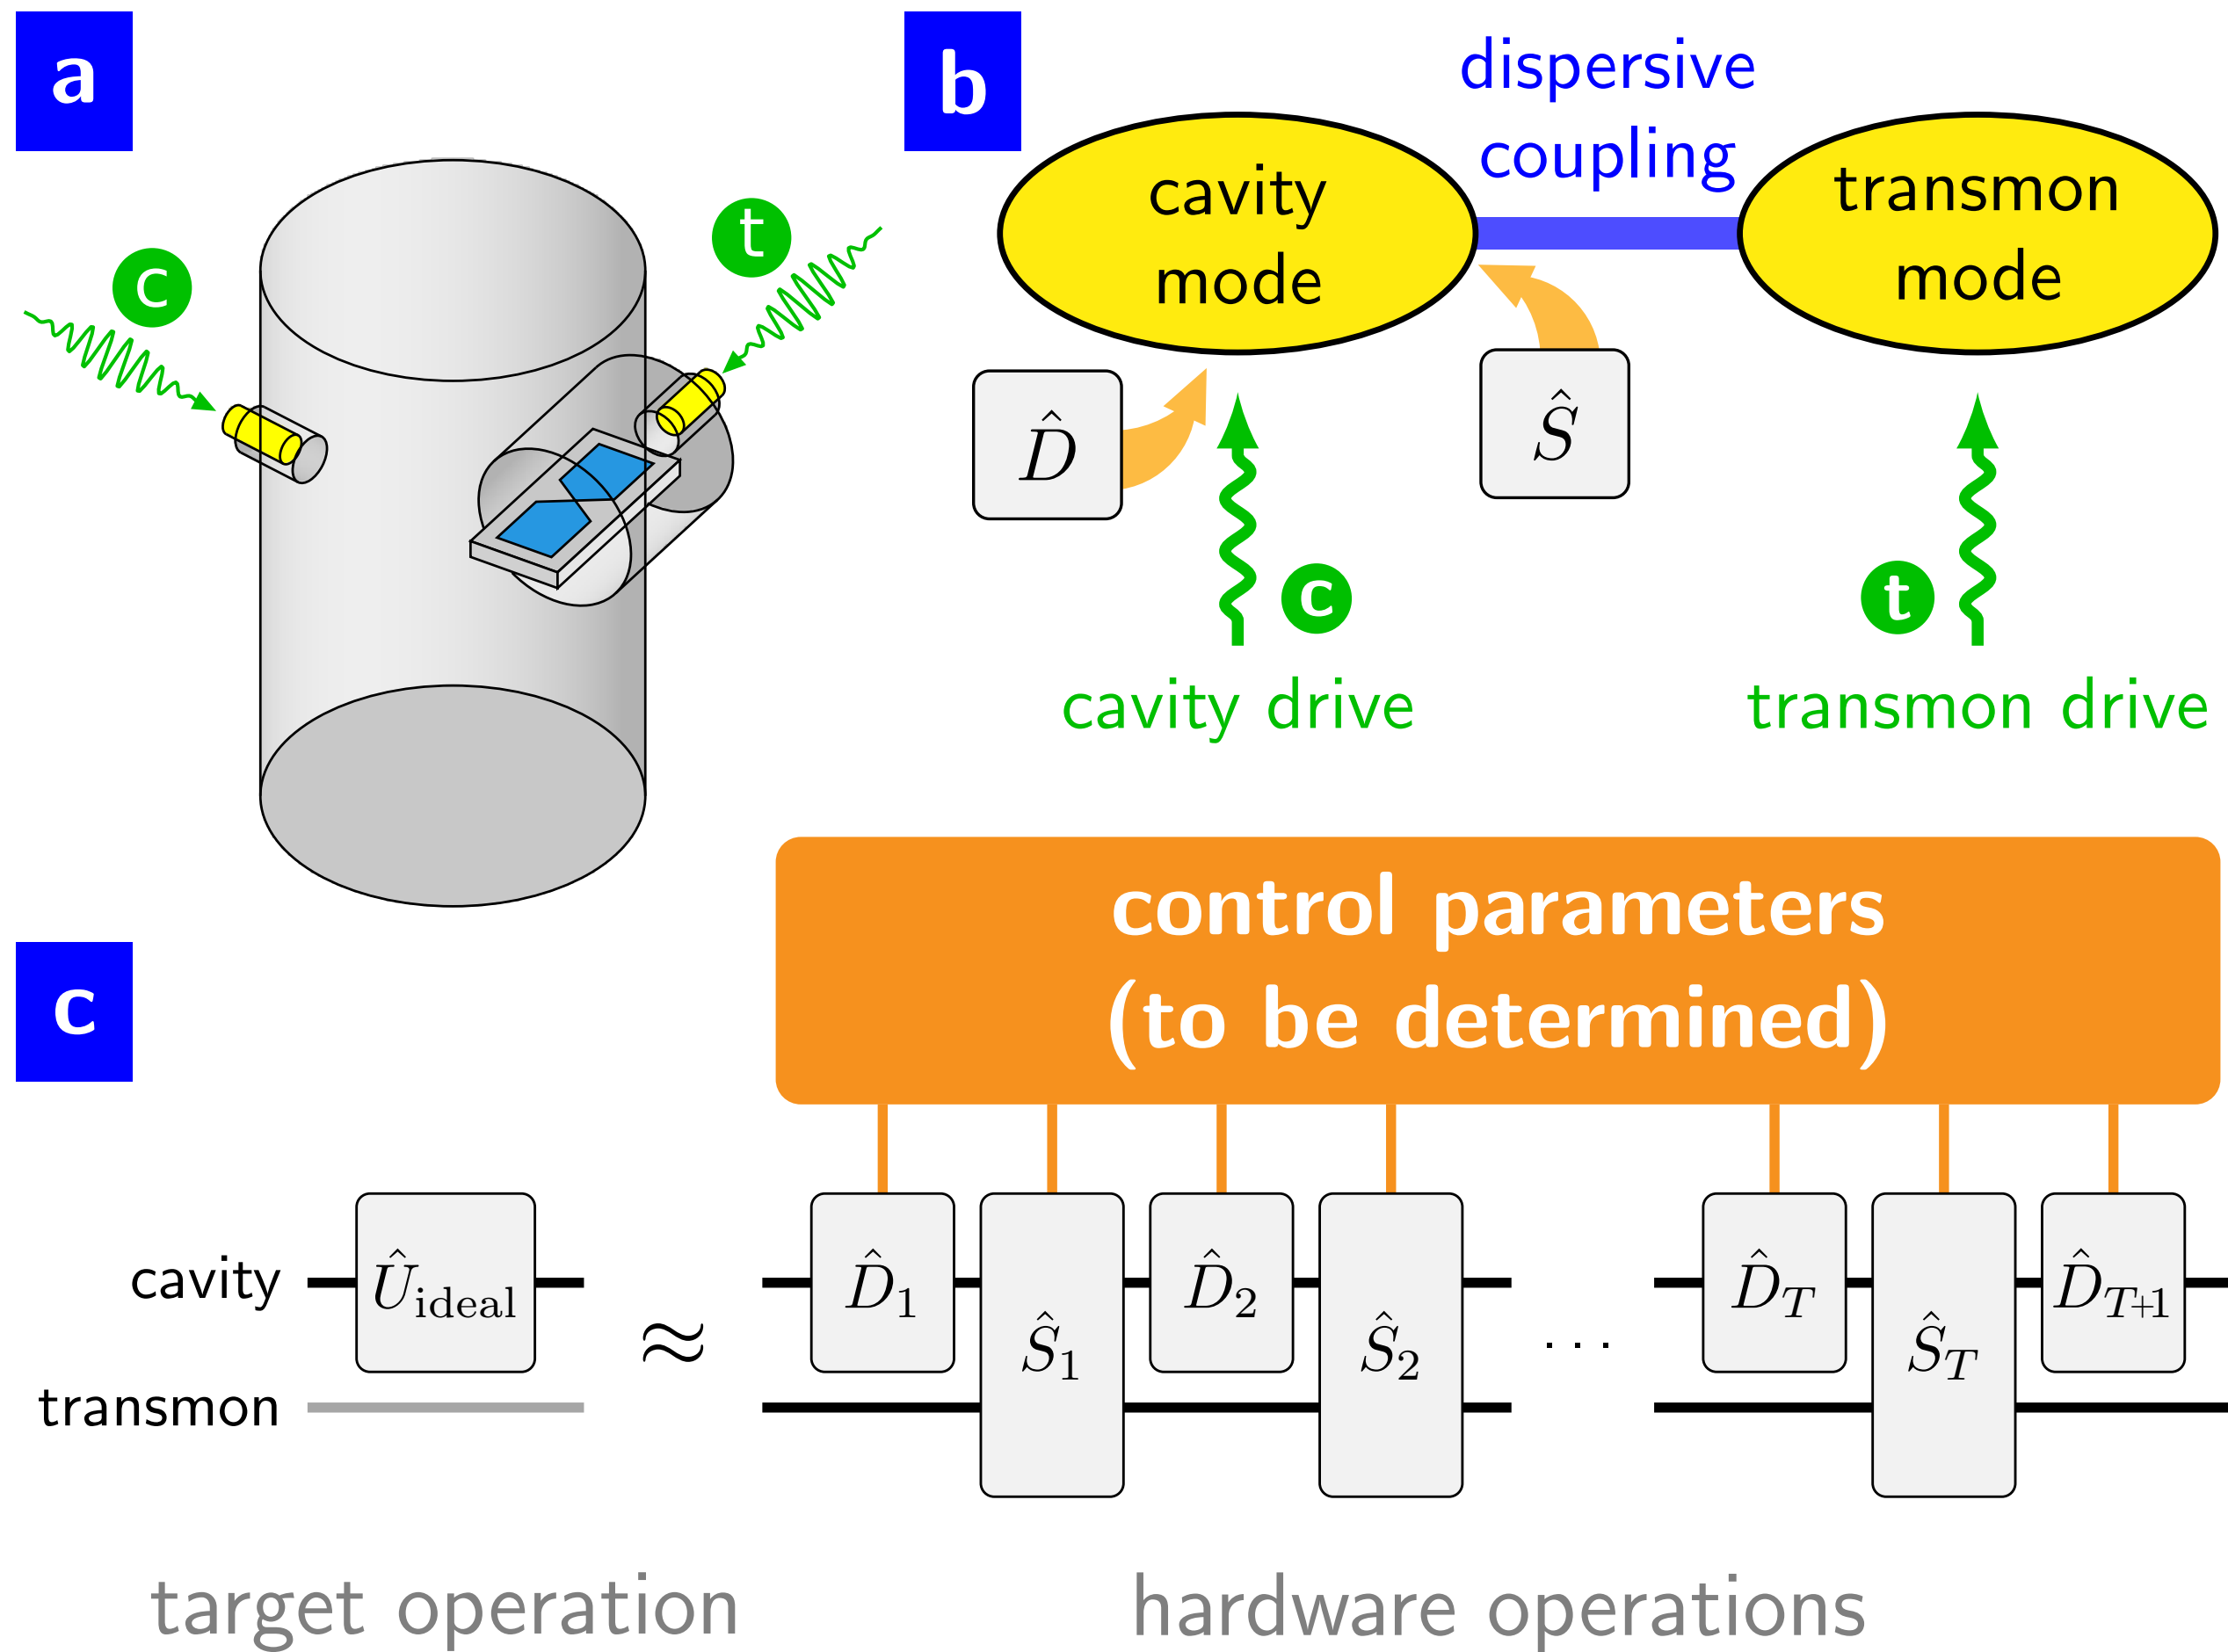 a
c
t
b
dispersive
coupling
cavity
mode
transmon
mode
D̂
Ŝ
c
cavity drive
t
transmon drive
c
control parameters
(to be determined)
cavity
transmon
Û_ideal
≈
D̂_1
Ŝ_1
D̂_2
Ŝ_2
...
D̂_T
Ŝ_T
D̂_{T+1}
target operation
hardware operations